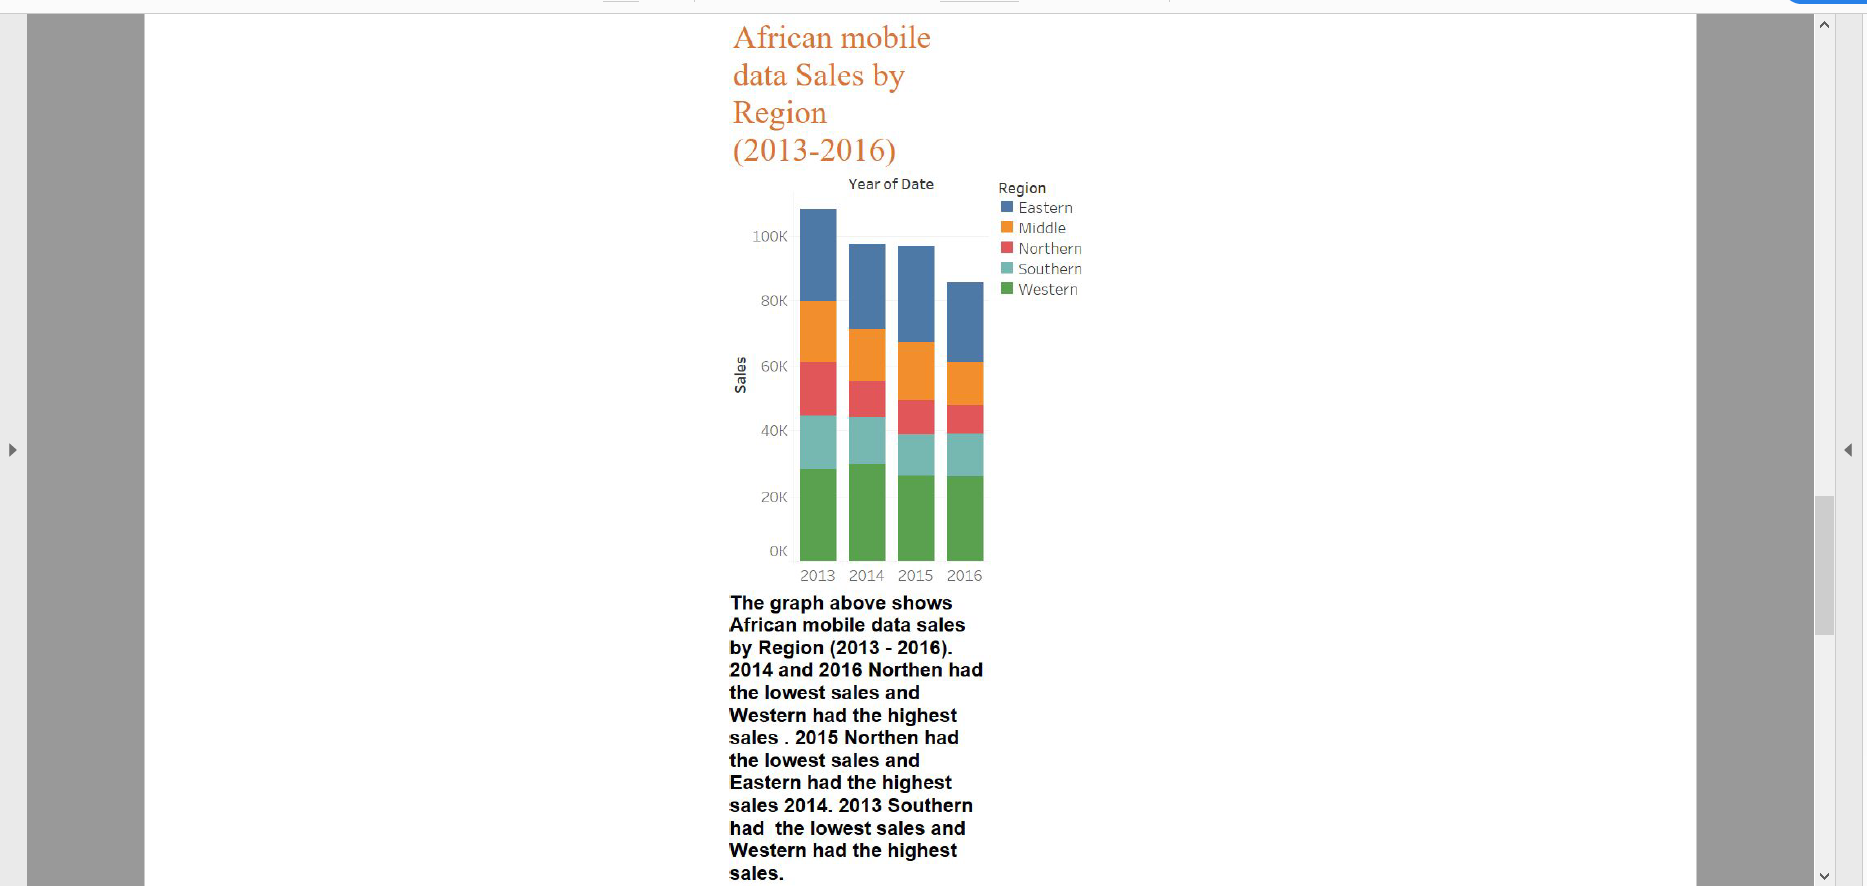 African mobile
data Sales by
Region
(2013-2016)
Year of Date
Region
Eastern
Middle
Northern
Southern
Western
100K
80K
60K
40K
20K
0K
Sales
2013 2014 2015 2016
The graph above shows
African mobile data sales
by Region (2013 - 2016).
2014 and 2016 Northen had
the lowest sales and
Western had the highest
sales . 2015 Northen had
the lowest sales and
Eastern had the highest
sales 2014. 2013 Southern
had  the lowest sales and
Western had the highest
sales.